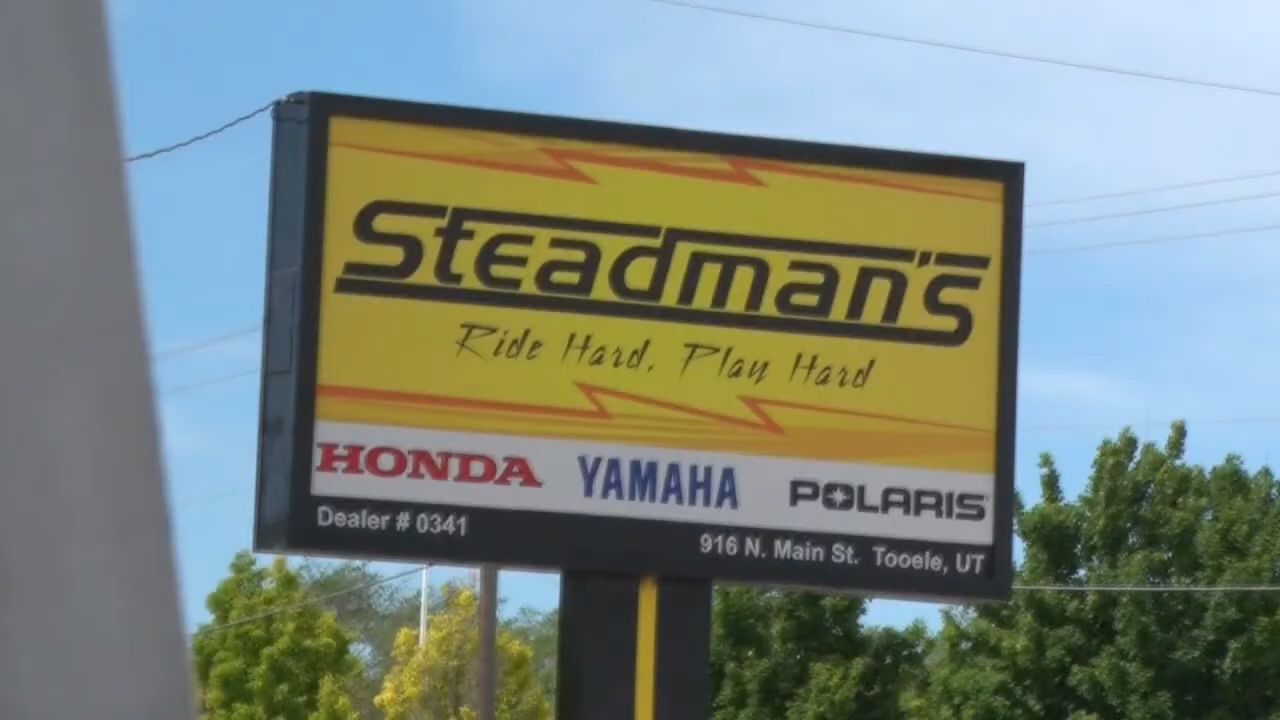 Steadman's
Ride Hard, Play Hard
HONDA YAMAHA POLARIS
Dealer # 0341
916 N. Main St. Tooele, UT